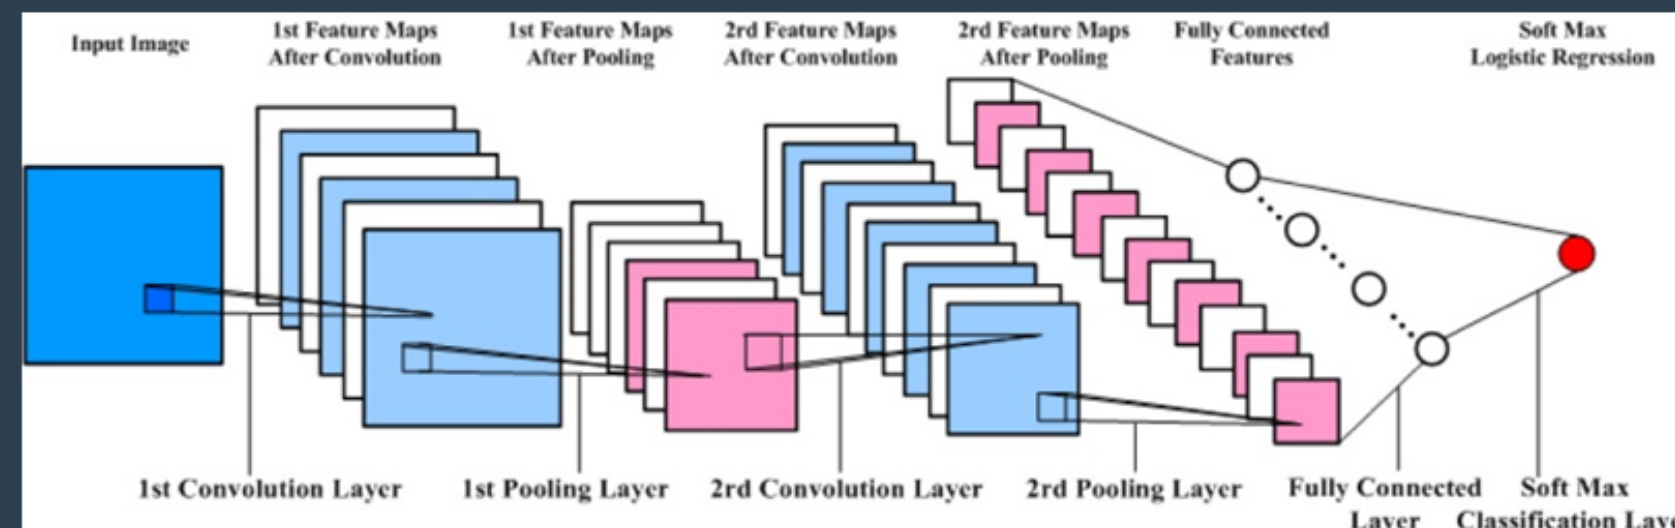 Input Image
1st Feature Maps
After Convolution
1st Feature Maps
After Pooling
2rd Feature Maps
After Convolution
2rd Feature Maps
After Pooling
Fully Connected
Features
Soft Max
Logistic Regression
1st Convolution Layer
1st Pooling Layer
2rd Convolution Layer
2rd Pooling Layer
Fully Connected
Layer
Soft Max
Classification